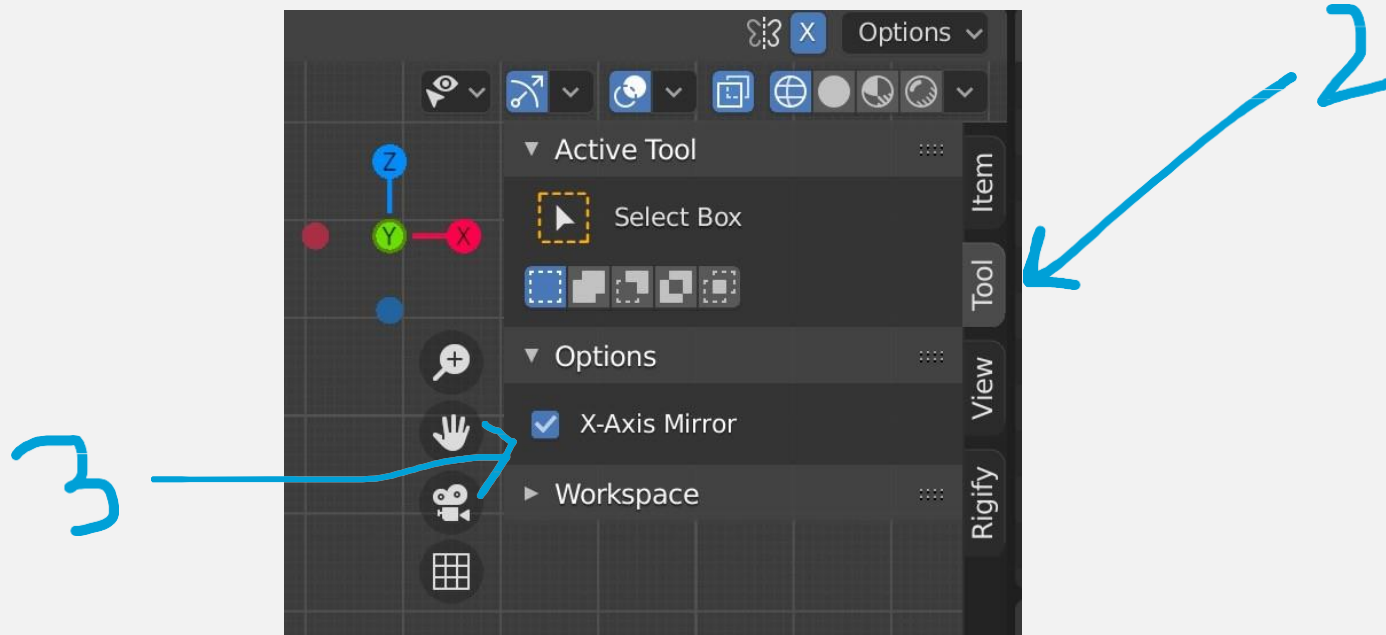 X Options
2
Active Tool
Item
Z
Select Box
Y X
Tool
Options
View
X-Axis Mirror
3
Workspace
Rigify